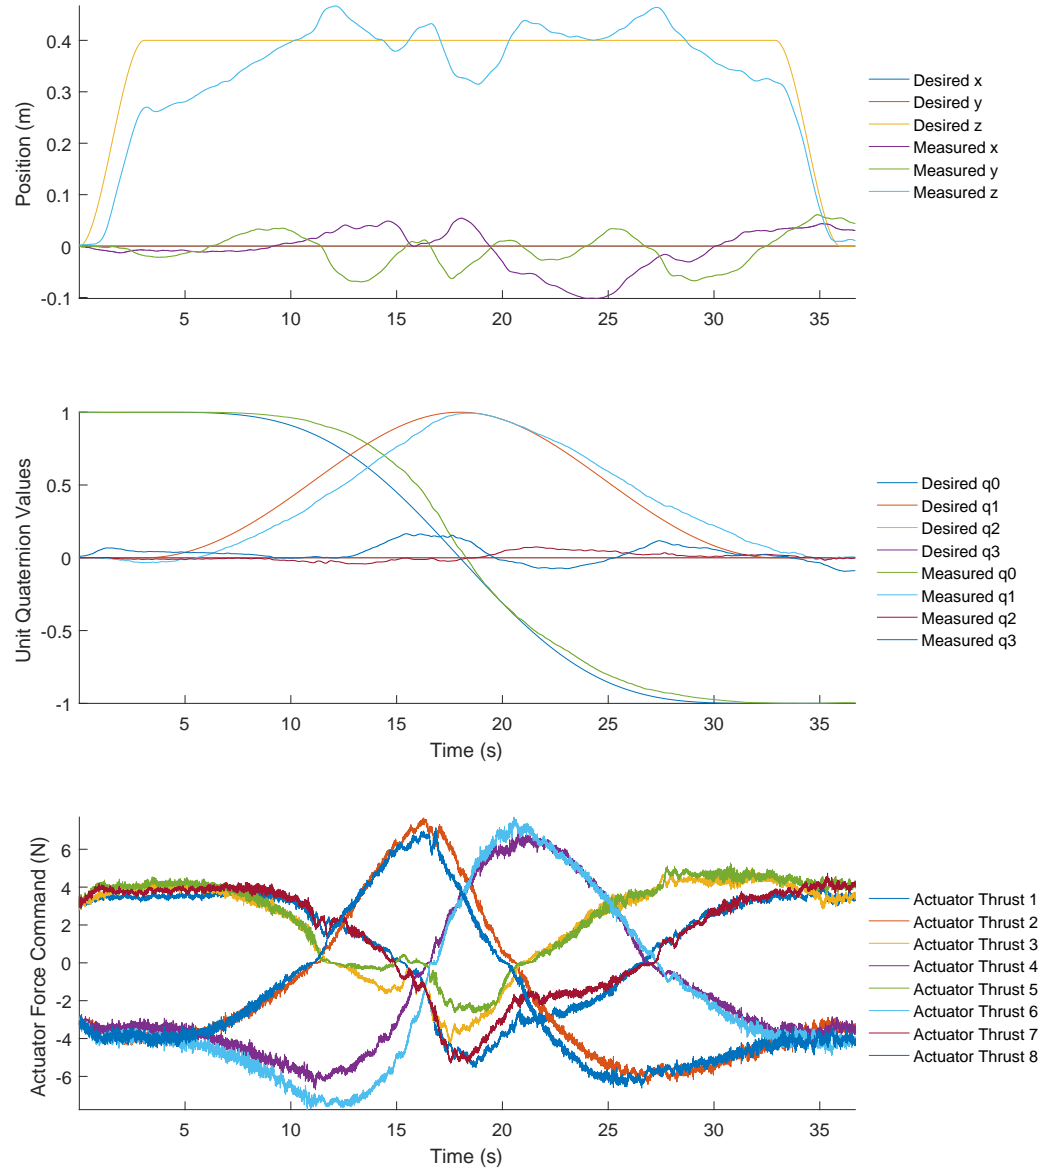 Position (m)
0.4
0.3
0.2
0.1
0
-0.1
5 10 15 20 25 30 35
Desired x
Desired y
Desired z
Measured x
Measured y
Measured z
Unit Quaternion Values
1
0.5
0
-0.5
-1
5 10 15 20 25 30 35
Time (s)
Desired q0
Desired q1
Desired q2
Desired q3
Measured q0
Measured q1
Measured q2
Measured q3
Actuator Force Command (N)
6
4
2
0
-2
-4
-6
5 10 15 20 25 30 35
Time (s)
Actuator Thrust 1
Actuator Thrust 2
Actuator Thrust 3
Actuator Thrust 4
Actuator Thrust 5
Actuator Thrust 6
Actuator Thrust 7
Actuator Thrust 8